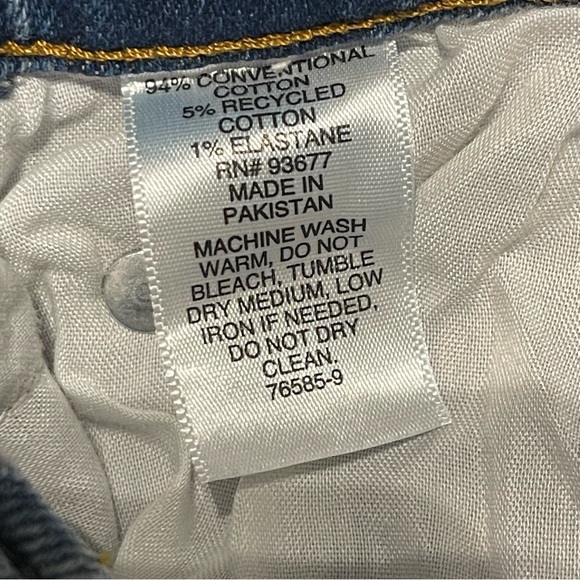 94% CONVENTIONAL
COTTON
5% RECYCLED
COTTON
1% ELASTANE
RN# 93677
MADE IN
PAKISTAN
MACHINE WASH
WARM, DO NOT
BLEACH, TUMBLE
DRY MEDIUM, LOW
IRON IF NEEDED,
DO NOT DRY
CLEAN.
76585-9